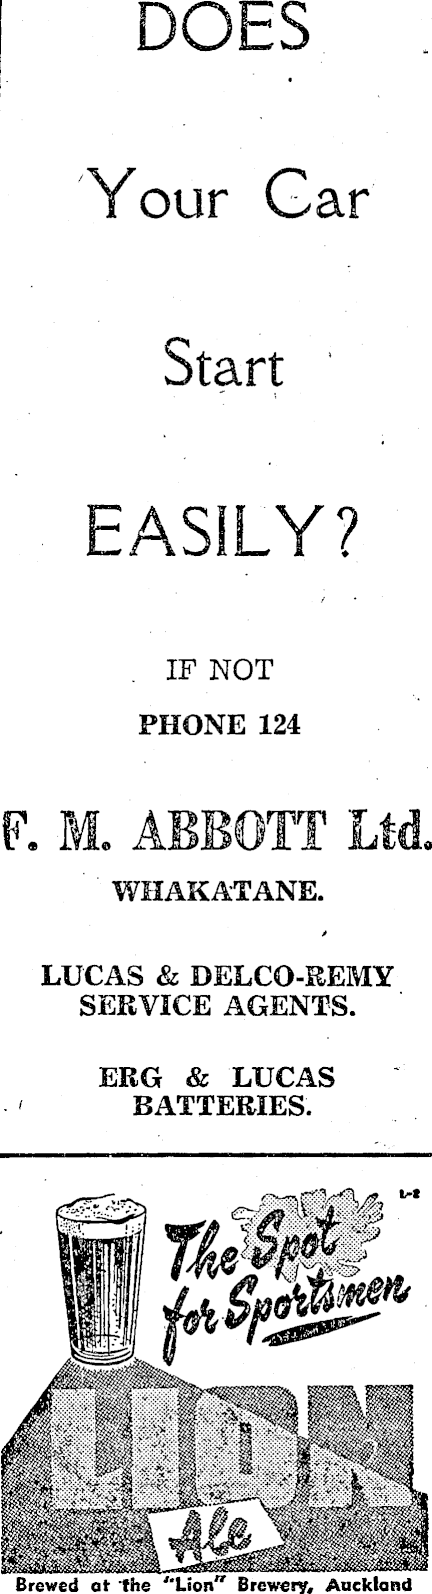 DOES
Your Car
Start
EASILY?
IF NOT
PHONE 124
F. M. ABBOTT Ltd.
WHAKATANE.
LUCAS & DELCO-REMY
SERVICE AGENTS.
ERG & LUCAS
BATTERIES.
L-2
The Spot
for Sportsmen
LION
Ale
Brewed at the "Lion" Brewery, Auckland